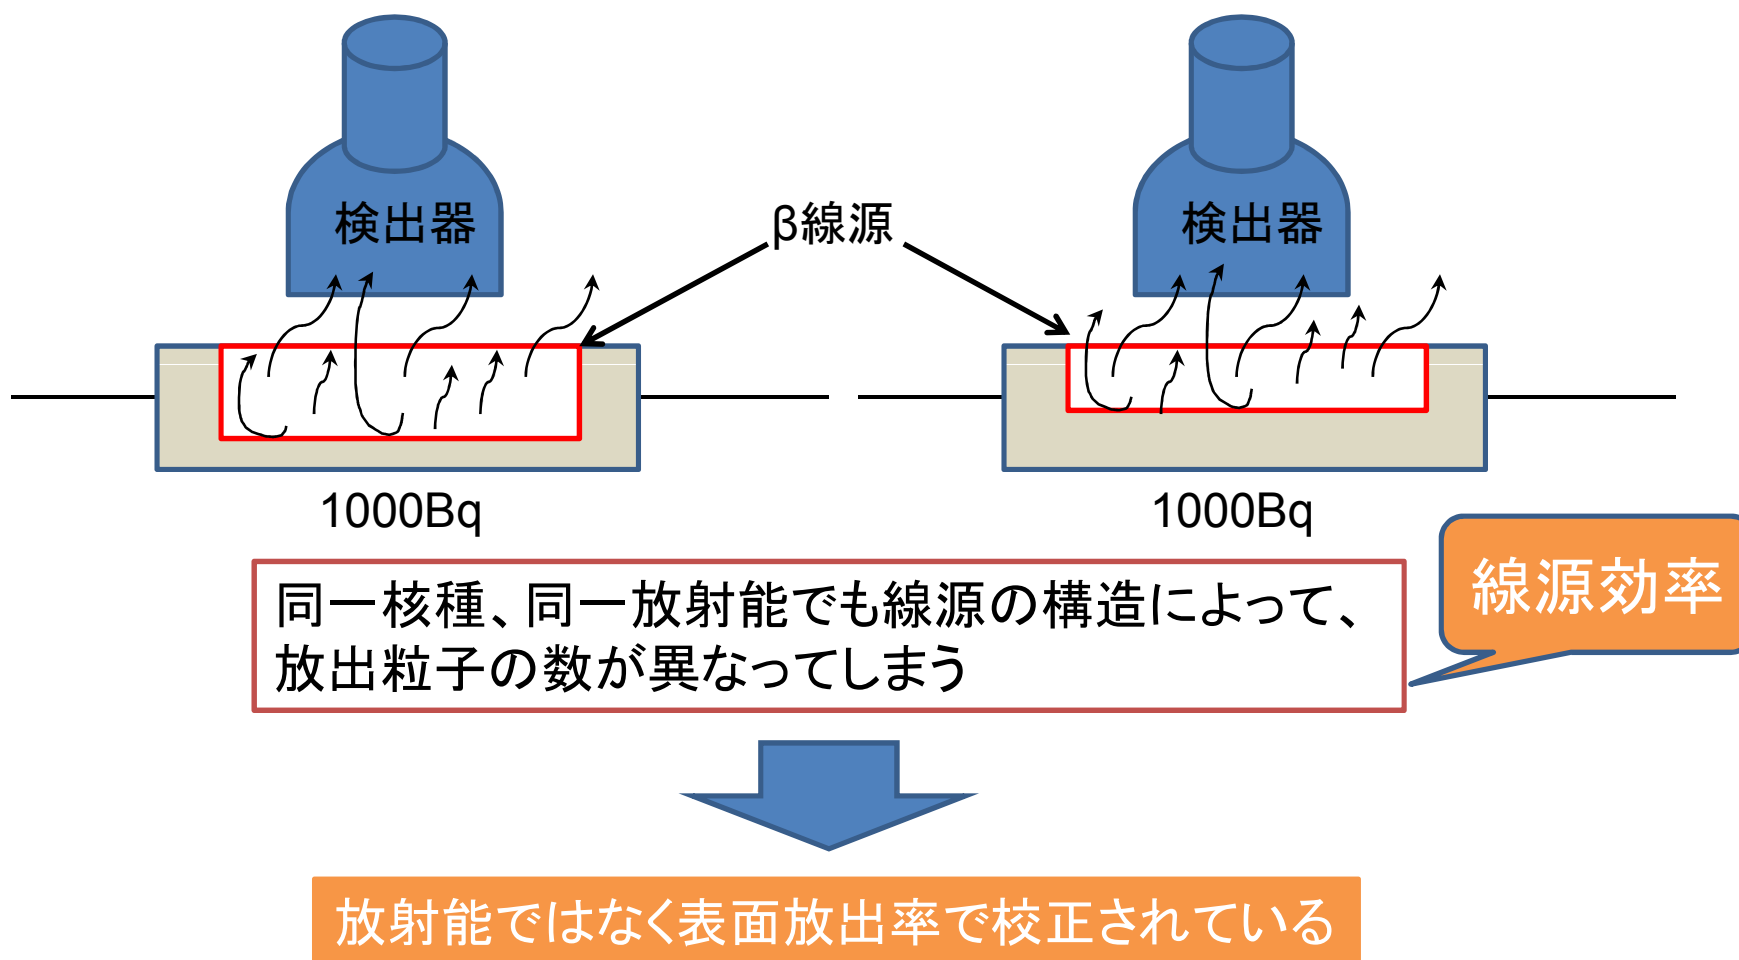 検出器
β線源
検出器
1000Bq
1000Bq
線源効率
同一核種、同一放射能でも線源の構造によって、
放出粒子の数が異なってしまう
放射能ではなく表面放出率で校正されている